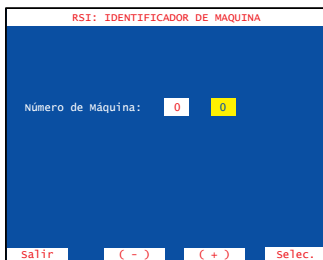 RSI: IDENTIFICADOR DE MAQUINA
Número de Máquina: 0 0
Salir ( - ) ( + ) Selec.